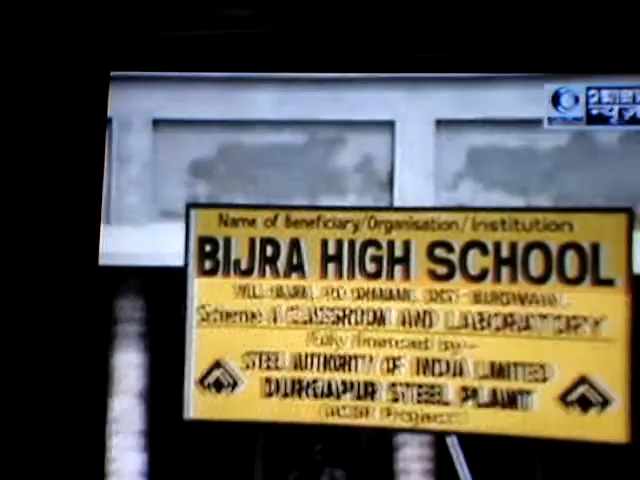 Name of Beneficiary/Organisation/Institution
BIJRA HIGH SCHOOL
Scheme: CLASSROOM AND LABORATORY
Fully financed by:-
STEEL AUTHORITY OF INDIA LIMITED
DURGAPUR STEEL PLANT